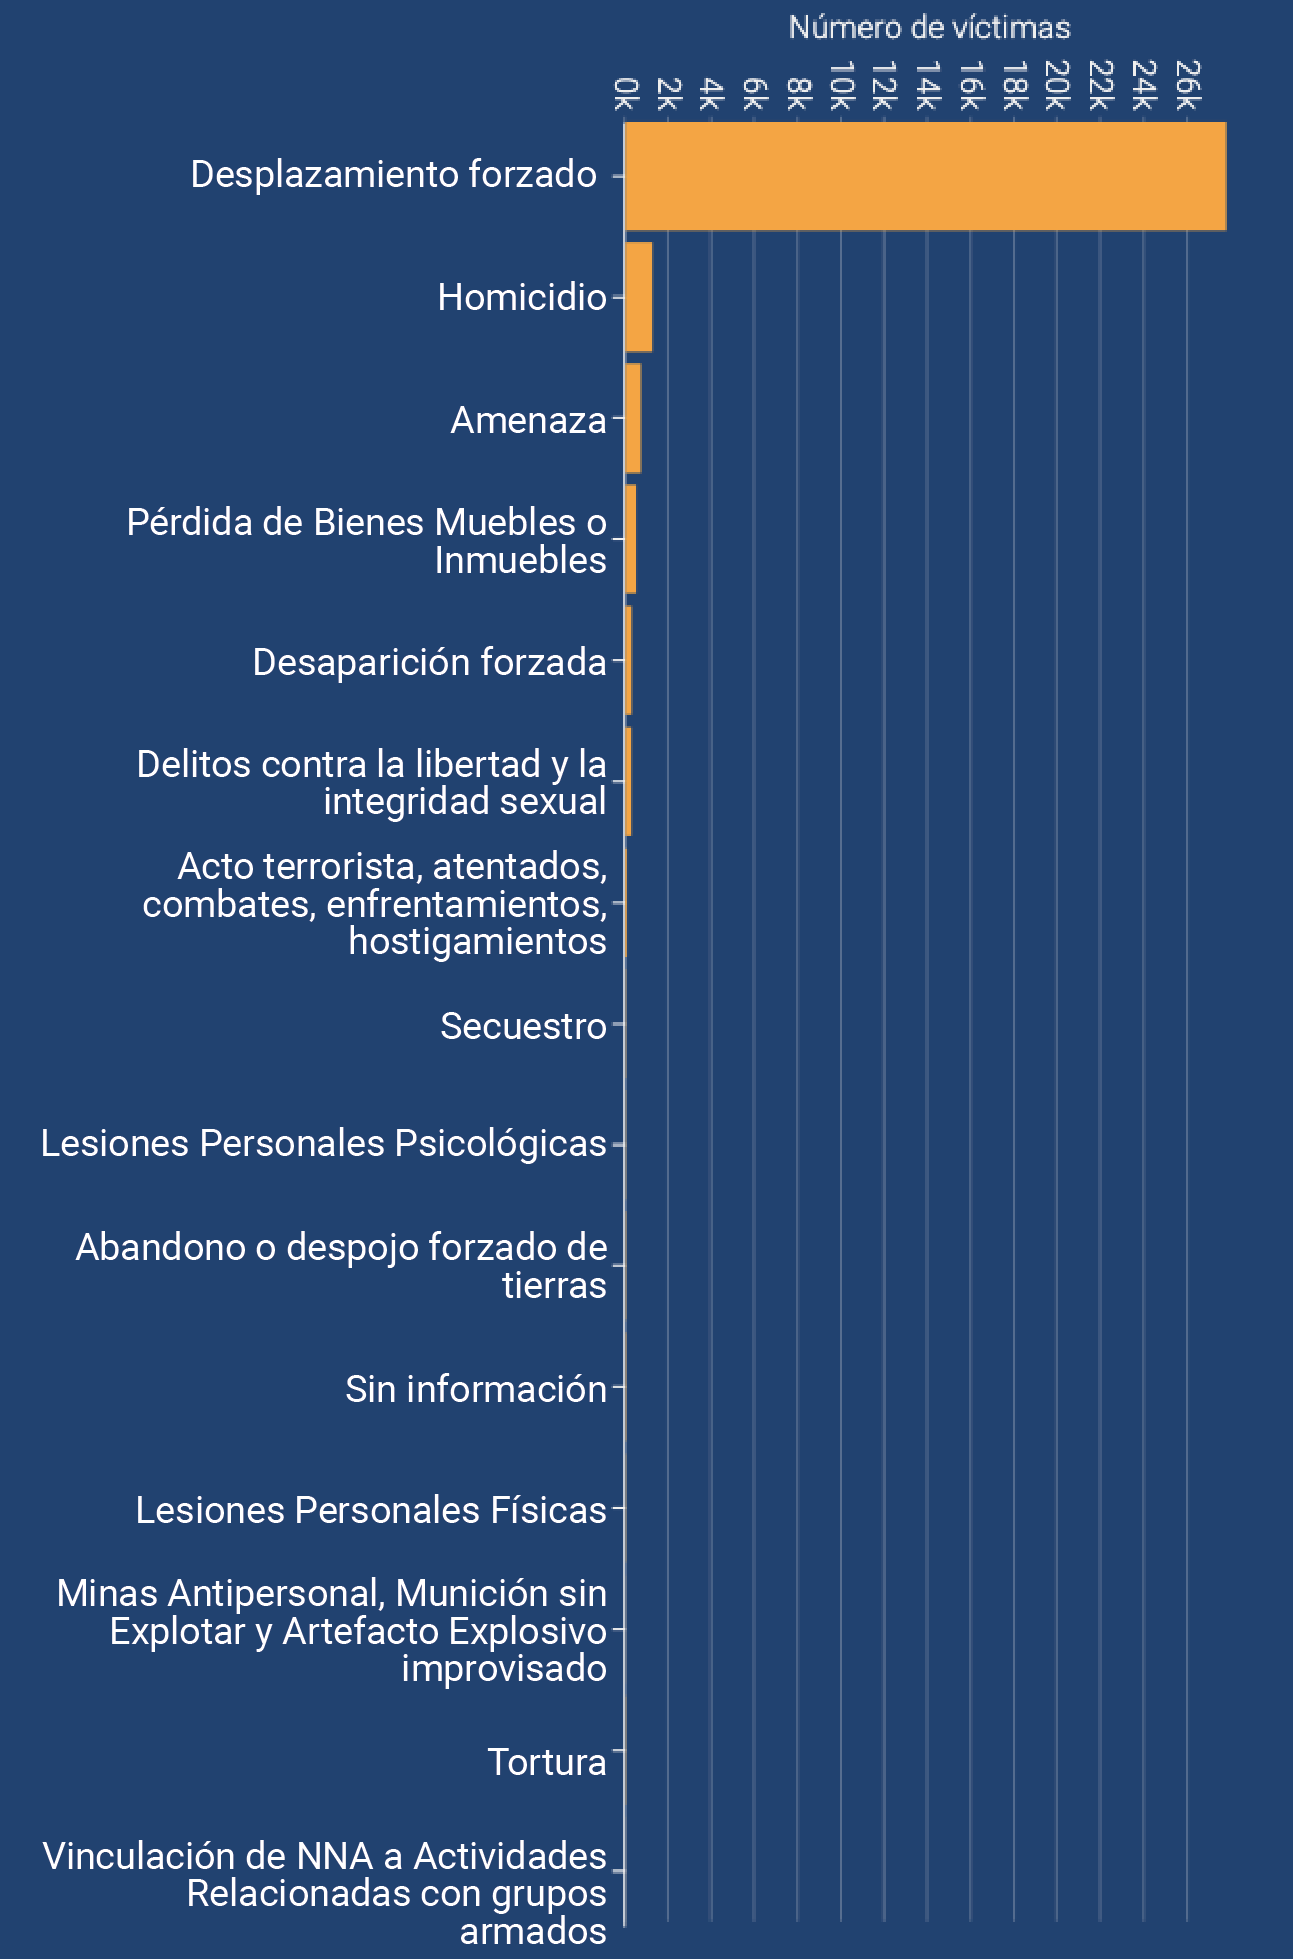 Número de víctimas
0k 2k 4k 6k 8k 10k 12k 14k 16k 18k 20k 22k 24k 26k
Desplazamiento forzado
Homicidio
Amenaza
Pérdida de Bienes Muebles o
Inmuebles
Desaparición forzada
Delitos contra la libertad y la
integridad sexual
Acto terrorista, atentados,
combates, enfrentamientos,
hostigamientos
Secuestro
Lesiones Personales Psicológicas
Abandono o despojo forzado de
tierras
Sin información
Lesiones Personales Físicas
Minas Antipersonal, Munición sin
Explotar y Artefacto Explosivo
improvisado
Tortura
Vinculación de NNA a Actividades
Relacionadas con grupos
armados